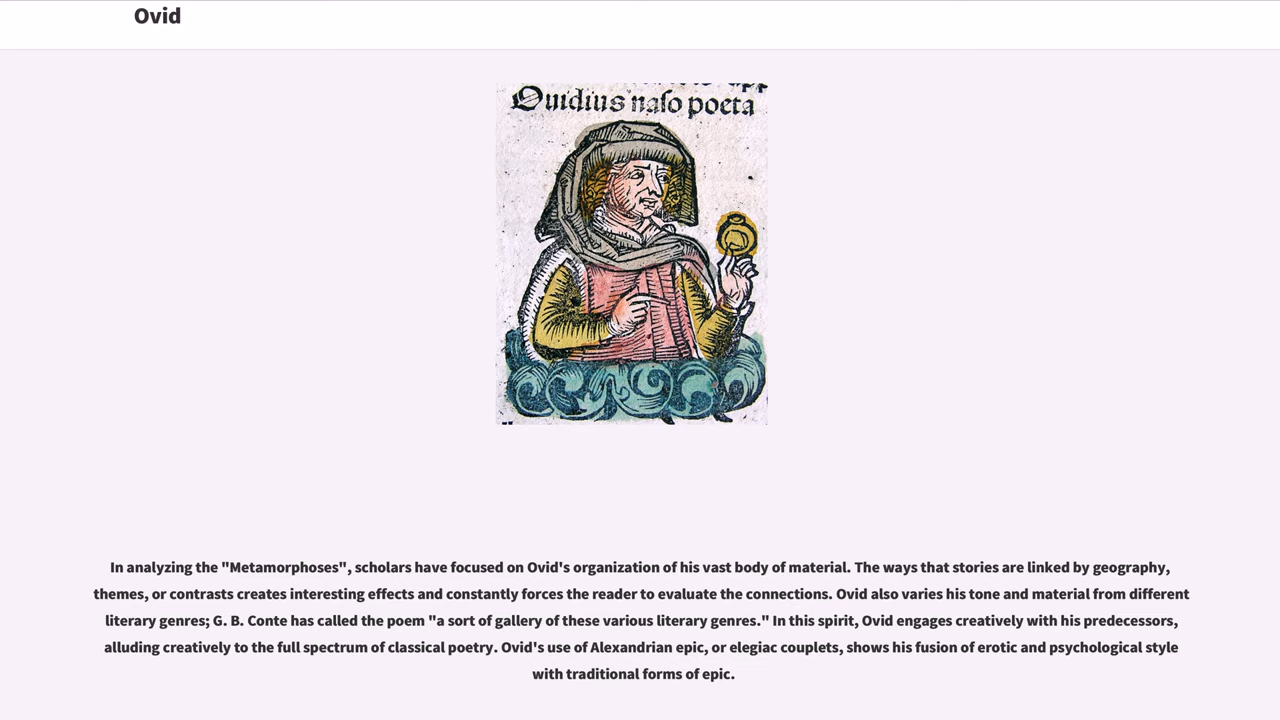 Ovid
Ouidius naſo poeta
In analyzing the "Metamorphoses", scholars have focused on Ovid's organization of his vast body of material. The ways that stories are linked by geography,
themes, or contrasts creates interesting effects and constantly forces the reader to evaluate the connections. Ovid also varies his tone and material from different
literary genres; G. B. Conte has called the poem "a sort of gallery of these various literary genres." In this spirit, Ovid engages creatively with his predecessors,
alluding creatively to the full spectrum of classical poetry. Ovid's use of Alexandrian epic, or elegiac couplets, shows his fusion of erotic and psychological style
with traditional forms of epic.